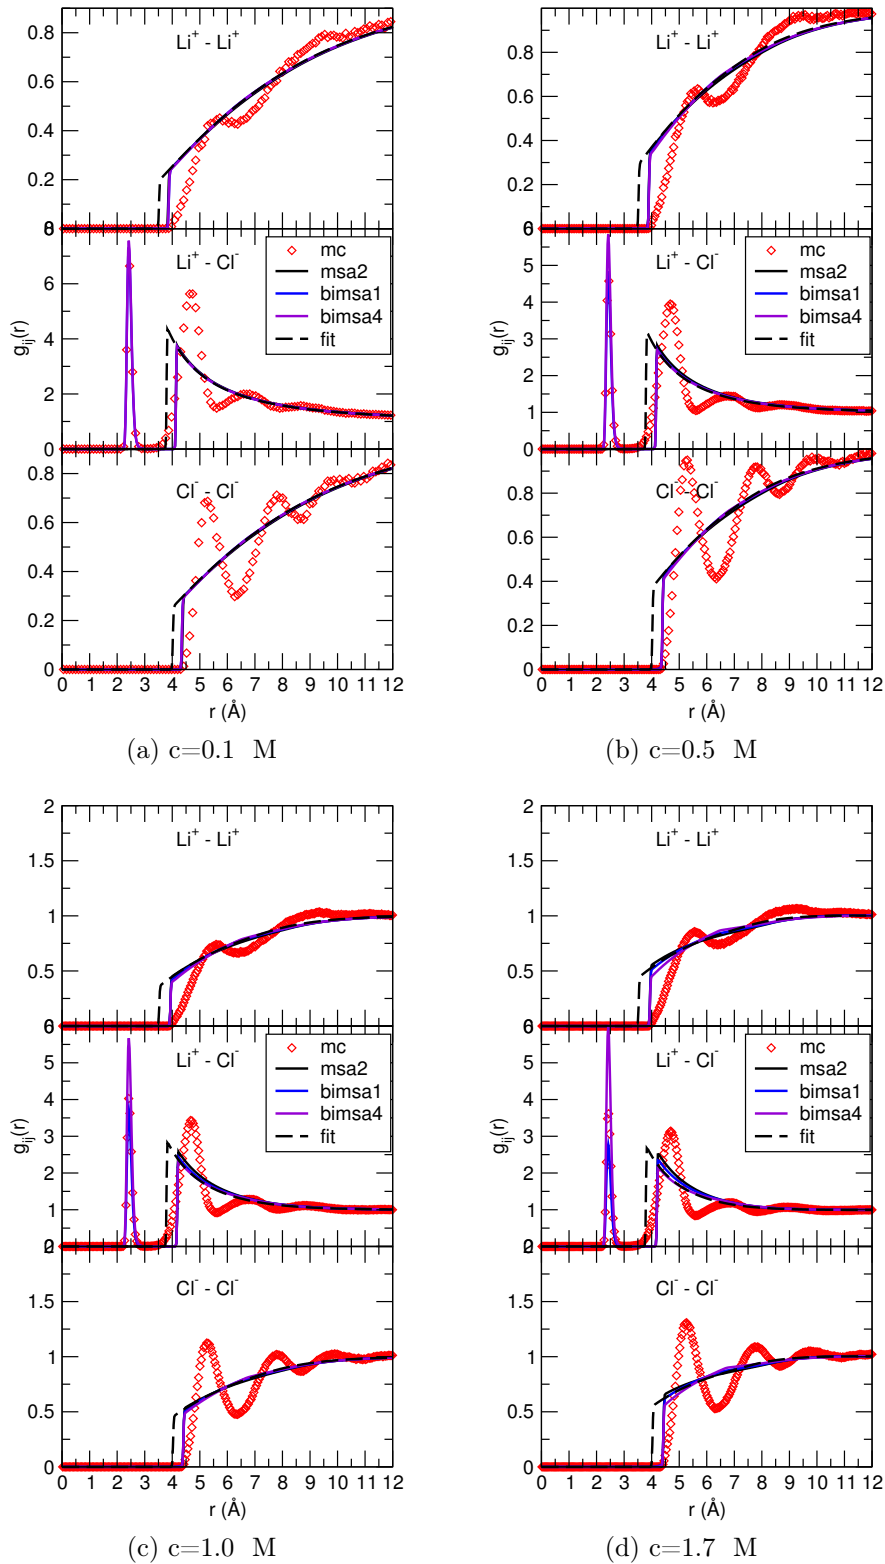 Li⁺ - Li⁺
0.8
0.6
0.4
0.2
0
Li⁺ - Cl⁻
mc
msa2
bimsa1
bimsa4
fit
g_ij(r)
6
4
2
0
Cl⁻ - Cl⁻
0.8
0.6
0.4
0.2
0
0 1 2 3 4 5 6 7 8 9 10 11 12
r (Å)
(a) c=0.1 M
Li⁺ - Li⁺
0.8
0.6
0.4
0.2
0
Li⁺ - Cl⁻
mc
msa2
bimsa1
bimsa4
fit
g_ij(r)
5
4
3
2
1
0
Cl⁻ - Cl⁻
0.8
0.6
0.4
0.2
0
0 1 2 3 4 5 6 7 8 9 10 11 12
r (Å)
(b) c=0.5 M
2
Li⁺ - Li⁺
1.5
1
0.5
0
Li⁺ - Cl⁻
mc
msa2
bimsa1
bimsa4
fit
g_ij(r)
5
4
3
2
1
0
Cl⁻ - Cl⁻
1.5
1
0.5
0
0 1 2 3 4 5 6 7 8 9 10 11 12
r (Å)
(c) c=1.0 M
2
Li⁺ - Li⁺
1.5
1
0.5
0
Li⁺ - Cl⁻
mc
msa2
bimsa1
bimsa4
fit
g_ij(r)
5
4
3
2
1
0
Cl⁻ - Cl⁻
1.5
1
0.5
0
0 1 2 3 4 5 6 7 8 9 10 11 12
r (Å)
(d) c=1.7 M